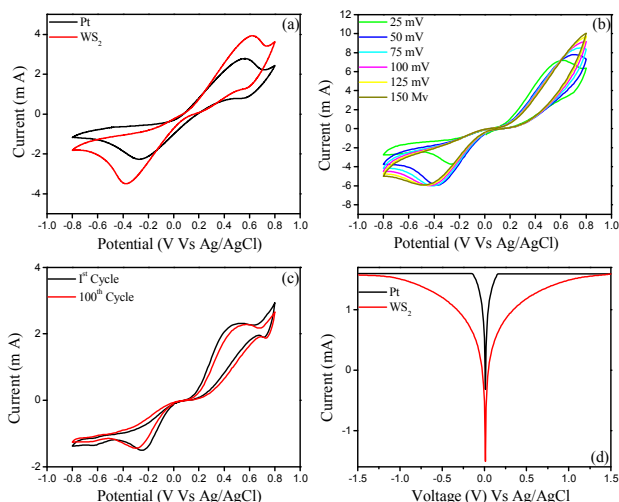 (a)
Pt
WS2
4
2
0
-2
-4
Current (m A)
-0.8 -0.6 -0.4 -0.2 0.0 0.2 0.4 0.6 0.8 1.0
Potential (V Vs Ag/AgCl)
(b)
25 mV
50 mV
75 mV
100 mV
125 mV
150 Mv
12
10
8
6
4
2
0
-3
-6
Current (m A)
-0.8 -0.6 -0.4 -0.2 0.0 0.2 0.4 0.6 0.8 1.0
Potential (V Vs Ag/AgCl)
(c)
1st Cycle
100th Cycle
4
2
0
-2
Current (m A)
-1.0 -0.8 -0.6 -0.4 -0.2 0.0 0.2 0.4 0.6 0.8 1.0
Potential (V Vs Ag/AgCl)
Pt
WS2
1
0
-1
Current (mA)
(d)
-1.5 -1.0 -0.5 0.0 0.5 1.0 1.5
Voltage (V) Vs Ag/AgCl